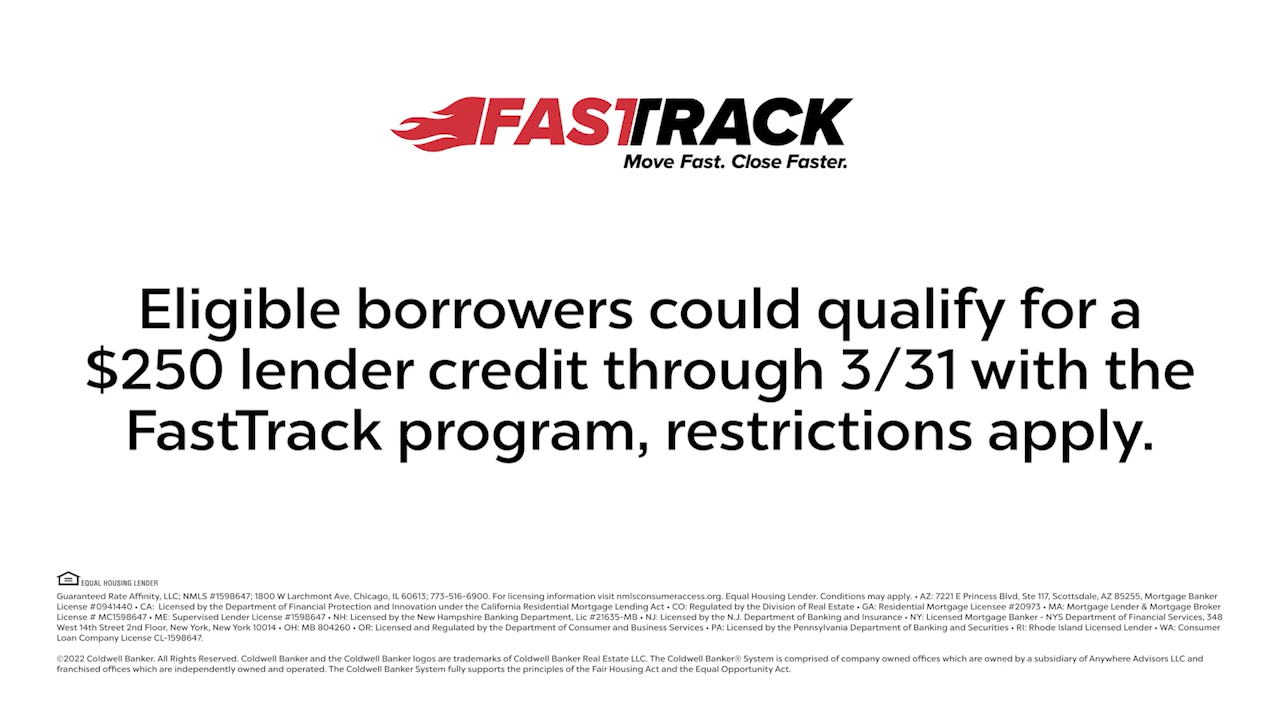 FASTTRACK
Move Fast. Close Faster.
Eligible borrowers could qualify for a
$250 lender credit through 3/31 with the
FastTrack program, restrictions apply.
EQUAL HOUSING LENDER
Guaranteed Rate Affinity, LLC; NMLS #1598647; 1800 W Larchmont Ave, Chicago, IL 60613; 773-516-6900. For licensing information visit nmlsconsumeraccess.org. Equal Housing Lender. Conditions may apply. • AZ: 7221 E Princess Blvd, Ste 117, Scottsdale, AZ 85255, Mortgage Banker
License #0941440 • CA: Licensed by the Department of Financial Protection and Innovation under the California Residential Mortgage Lending Act • CO: Regulated by the Division of Real Estate • GA: Residential Mortgage Licensee #20973 • MA: Mortgage Lender & Mortgage Broker
License # MC1598647 • ME: Supervised Lender License #1598647 • NH: Licensed by the New Hampshire Banking Department, Lic #21635-MB • NJ: Licensed by the N.J. Department of Banking and Insurance • NY: Licensed Mortgage Banker - NYS Department of Financial Services, 348
West 14th Street 2nd Floor, New York, New York 10014 • OH: MB 804260 • OR: Licensed and Regulated by the Department of Consumer and Business Services • PA: Licensed by the Pennsylvania Department of Banking and Securities • RI: Rhode Island Licensed Lender • WA: Consumer
Loan Company License CL-1598647.
©2022 Coldwell Banker. All Rights Reserved. Coldwell Banker and the Coldwell Banker logos are trademarks of Coldwell Banker Real Estate LLC. The Coldwell Banker® System is comprised of company owned offices which are owned by a subsidiary of Anywhere Advisors LLC and
franchised offices which are independently owned and operated. The Coldwell Banker System fully supports the principles of the Fair Housing Act and the Equal Opportunity Act.